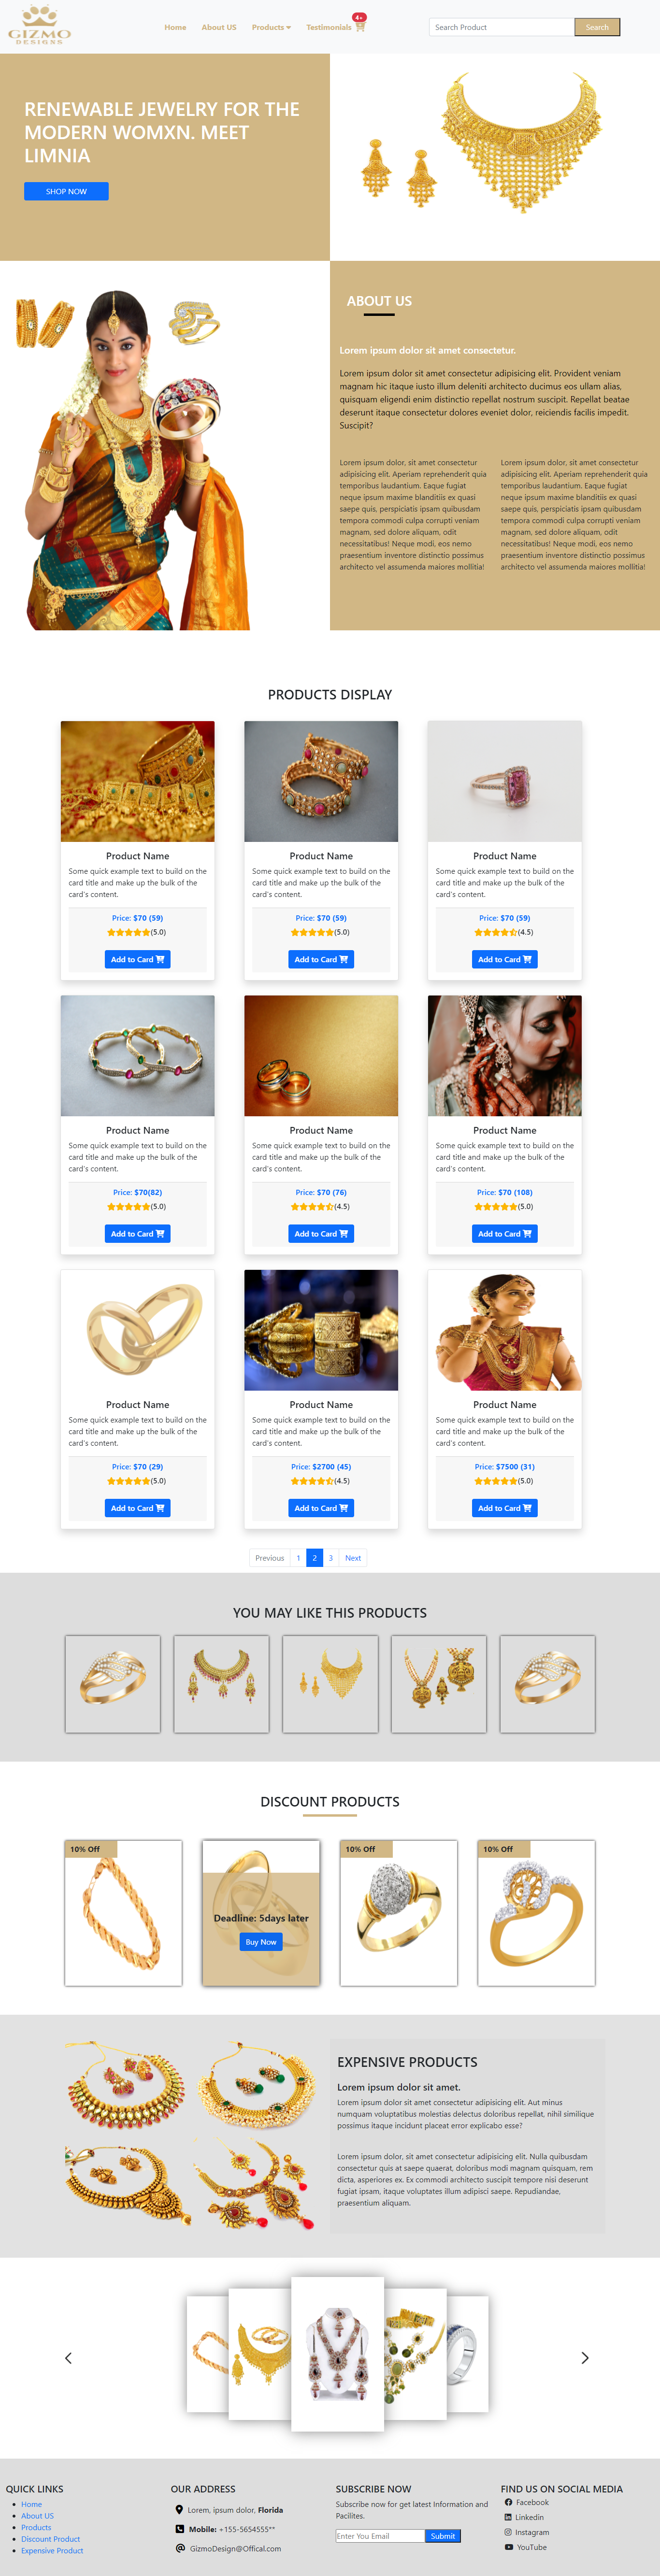 GIZMO
DESIGNS
Home
About US
Products
Testimonials
4+
Search Product
Search
RENEWABLE JEWELRY FOR THE
MODERN WOMXN. MEET
LIMNIA
SHOP NOW
ABOUT US
Lorem ipsum dolor sit amet consectetur.
Lorem ipsum dolor sit amet consectetur adipisicing elit. Provident veniam
magnam hic itaque iusto illum deleniti architecto ducimus eos ullam alias,
quisquam eligendi enim distinctio repellat nostrum suscipit. Repellat beatae
deserunt itaque consectetur dolores eveniet dolor, reiciendis facilis impedit.
Suscipit?
Lorem ipsum dolor, sit amet consectetur
adipisicing elit. Aperiam reprehenderit quia
temporibus laudantium. Eaque fugiat
neque ipsum maxime blanditiis ex quasi
saepe quis, perspiciatis ipsam quibusdam
tempora commodi culpa corrupti veniam
magnam, sed dolore aliquam, odit
necessitatibus! Neque modi, eos nemo
praesentium inventore distinctio possimus
architecto vel assumenda maiores mollitia!
Lorem ipsum dolor, sit amet consectetur
adipisicing elit. Aperiam reprehenderit quia
temporibus laudantium. Eaque fugiat
neque ipsum maxime blanditiis ex quasi
saepe quis, perspiciatis ipsam quibusdam
tempora commodi culpa corrupti veniam
magnam, sed dolore aliquam, odit
necessitatibus! Neque modi, eos nemo
praesentium inventore distinctio possimus
architecto vel assumenda maiores mollitia!
PRODUCTS DISPLAY
Product Name
Some quick example text to build on the
card title and make up the bulk of the
card's content.
Price: $70 (59)
(5.0)
Add to Card
Product Name
Some quick example text to build on the
card title and make up the bulk of the
card's content.
Price: $70 (59)
(5.0)
Add to Card
Product Name
Some quick example text to build on the
card title and make up the bulk of the
card's content.
Price: $70 (59)
(4.5)
Add to Card
Product Name
Some quick example text to build on the
card title and make up the bulk of the
card's content.
Price: $70(82)
(5.0)
Add to Card
Product Name
Some quick example text to build on the
card title and make up the bulk of the
card's content.
Price: $70 (76)
(4.5)
Add to Card
Product Name
Some quick example text to build on the
card title and make up the bulk of the
card's content.
Price: $70 (108)
(5.0)
Add to Card
Product Name
Some quick example text to build on the
card title and make up the bulk of the
card's content.
Price: $70 (29)
(5.0)
Add to Card
Product Name
Some quick example text to build on the
card title and make up the bulk of the
card's content.
Price: $2700 (45)
(4.5)
Add to Card
Product Name
Some quick example text to build on the
card title and make up the bulk of the
card's content.
Price: $7500 (31)
(5.0)
Add to Card
Previous 1 2 3 Next
YOU MAY LIKE THIS PRODUCTS
DISCOUNT PRODUCTS
10% Off
Deadline: 5days later
Buy Now
10% Off
10% Off
EXPENSIVE PRODUCTS
Lorem ipsum dolor sit amet.
Lorem ipsum dolor sit amet consectetur adipisicing elit. Aut minus
numquam voluptatibus molestias delectus doloribus repellat, nihil similique
possimus itaque incidunt placeat error explicabo esse?
Lorem ipsum dolor, sit amet consectetur adipisicing elit. Nulla quibusdam
consectetur quis at saepe quaerat, doloribus modi magnam quisquam, rem
dicta, asperiores ex. Ex commodi architecto suscipit tempore nisi deserunt
fugiat ipsam, itaque voluptates illum adipisci saepe. Repudiandae,
praesentium aliquam.
QUICK LINKS
Home
About US
Products
Discount Product
Expensive Product
OUR ADDRESS
Lorem, ipsum dolor, Florida
Mobile: +155-5654555**
GizmoDesign@Offical.com
SUBSCRIBE NOW
Subscribe now for get latest Information and
Pacilites.
Enter You Email
Submit
FIND US ON SOCIAL MEDIA
Facebook
Linkedin
Instagram
YouTube